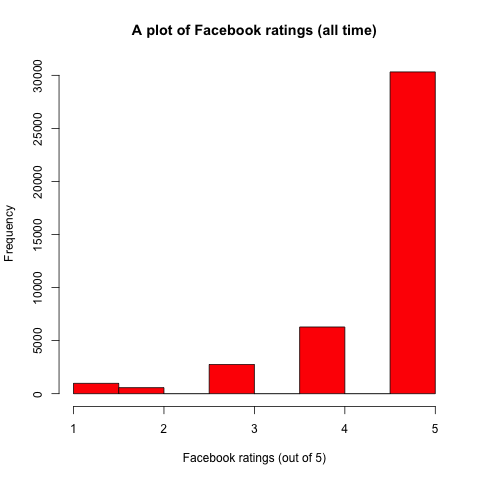 A plot of Facebook ratings (all time)
Frequency
30000
25000
20000
15000
10000
5000
0
1 2 3 4 5
Facebook ratings (out of 5)